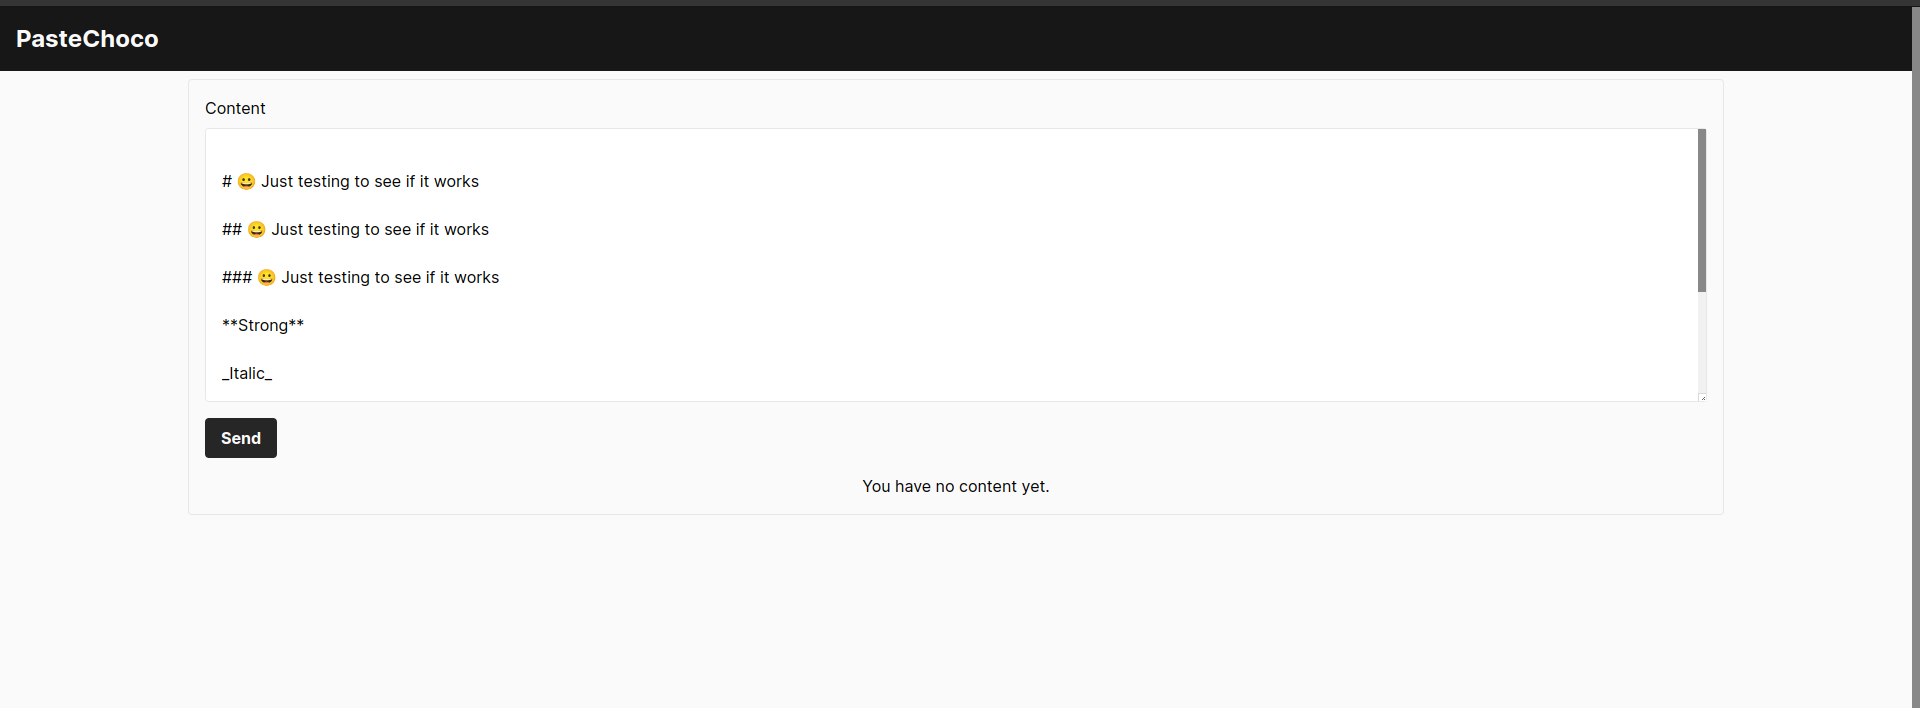 PasteChoco
Content
# 😀 Just testing to see if it works
## 😀 Just testing to see if it works
### 😀 Just testing to see if it works
**Strong**
_Italic_
Send
You have no content yet.